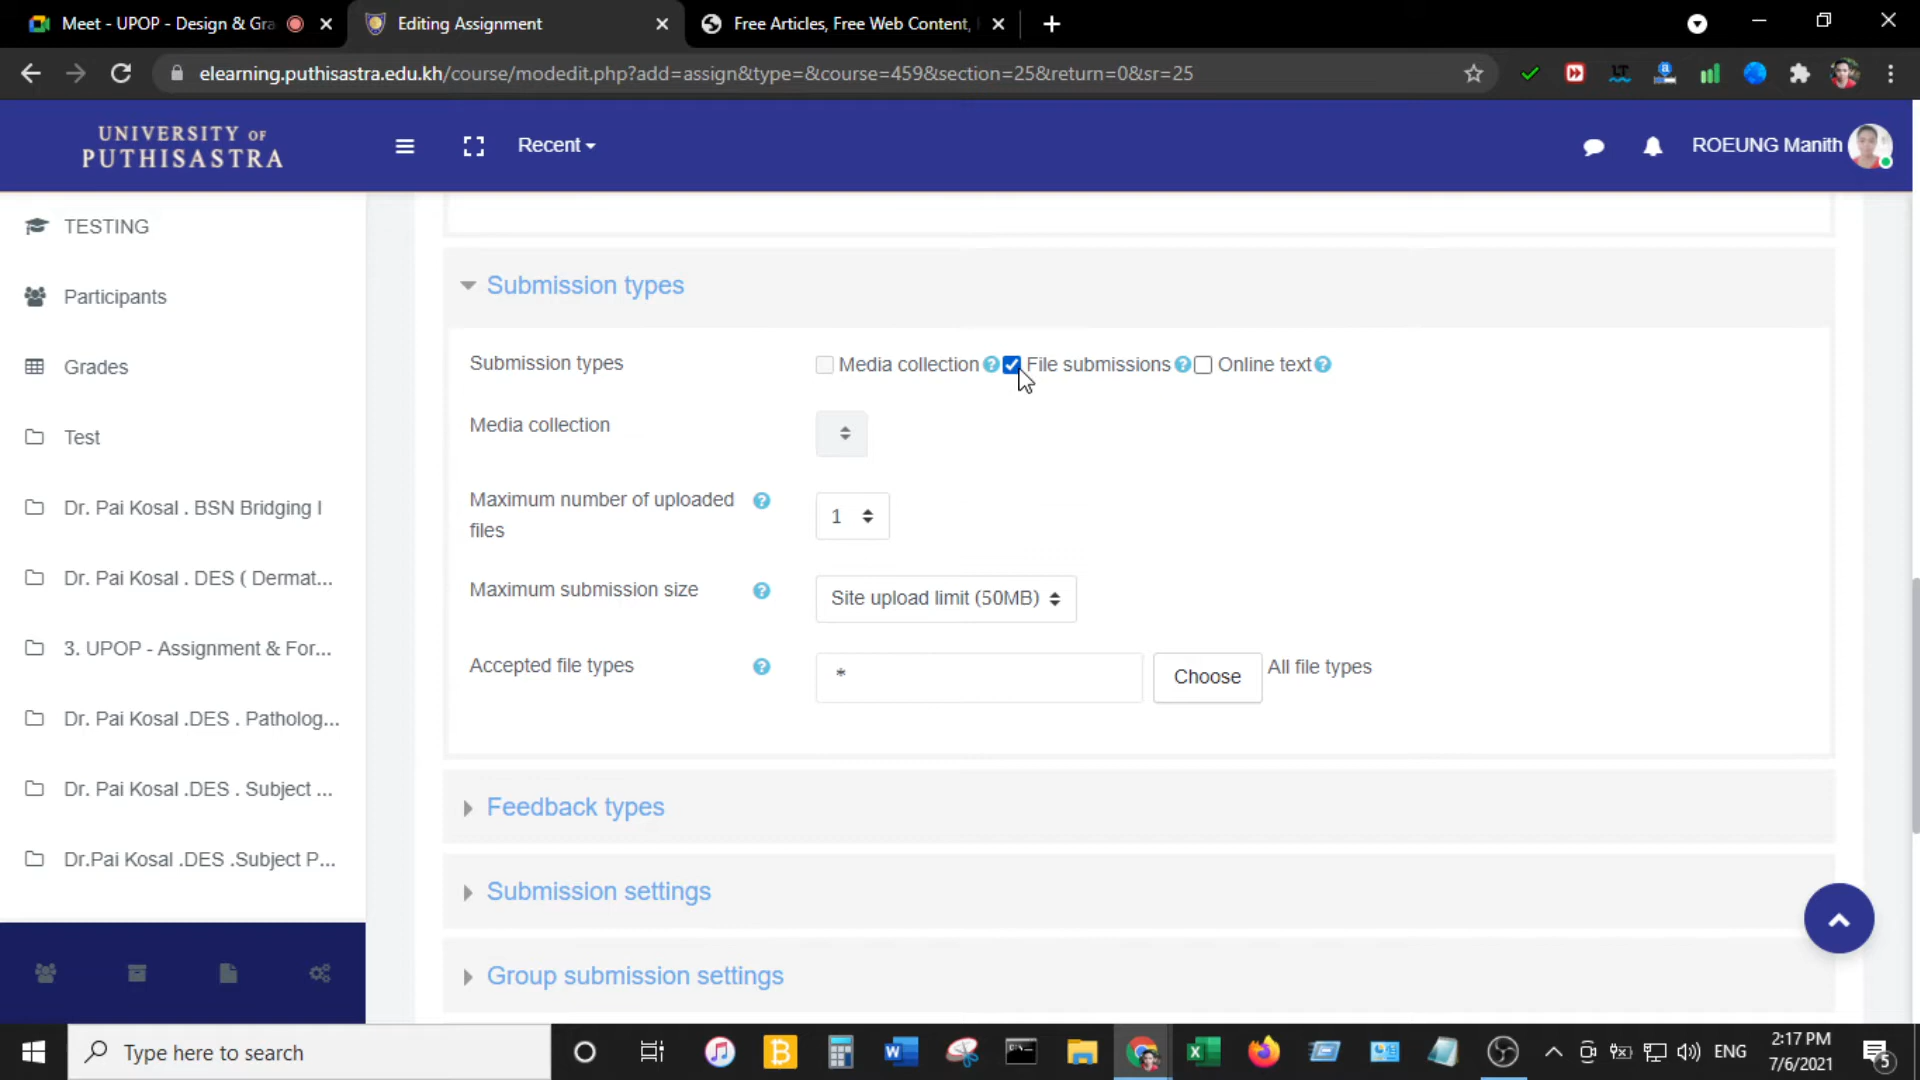 Meet - UPOP - Design & Gra
Editing Assignment
Free Articles, Free Web Content,
elearning.puthisastra.edu.kh/course/modedit.php?add=assign&type=&course=459&section=25&return=0&sr=25
UNIVERSITY OF
PUTHISASTRA
Recent
ROEUNG Manith
TESTING
Participants
Grades
Test
Dr. Pai Kosal . BSN Bridging I
Dr. Pai Kosal . DES ( Dermat...
3. UPOP - Assignment & For...
Dr. Pai Kosal .DES . Patholog...
Dr. Pai Kosal .DES . Subject ...
Dr.Pai Kosal .DES .Subject P...
Submission types
Submission types
Media collection
File submissions
Online text
Media collection
Maximum number of uploaded
files
1
Maximum submission size
Site upload limit (50MB)
Accepted file types
*
Choose
All file types
Feedback types
Submission settings
Group submission settings
Type here to search
ENG
2:17 PM
7/6/2021
5